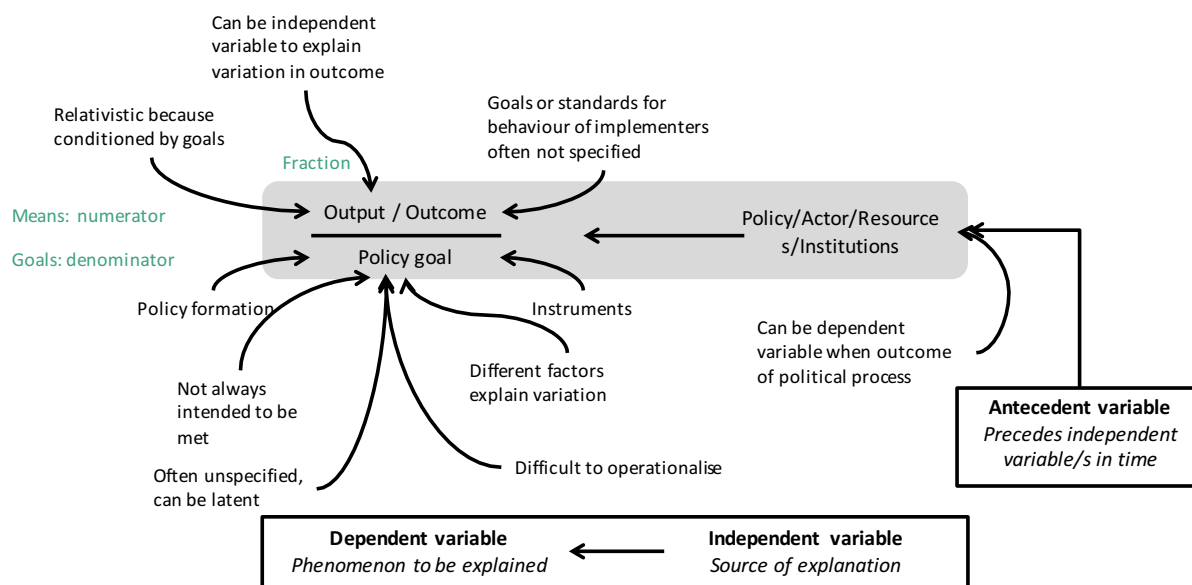 Can be independent
variable to explain
variation in outcome
Relativistic because
conditioned by goals
Goals or standards for
behaviour of implementers
often not specified
Fraction
Means: numerator
Output / Outcome
Policy/Actor/Resource
s/Institutions
Goals: denominator
Policy goal
Policy formation
Instruments
Can be dependent
variable when outcome
of political process
Different factors
explain variation
Not always
intended to be
met
Antecedent variable
Precedes independent
variable/s in time
Often unspecified,
can be latent
Difficult to operationalise
Dependent variable
Phenomenon to be explained
Independent variable
Source of explanation